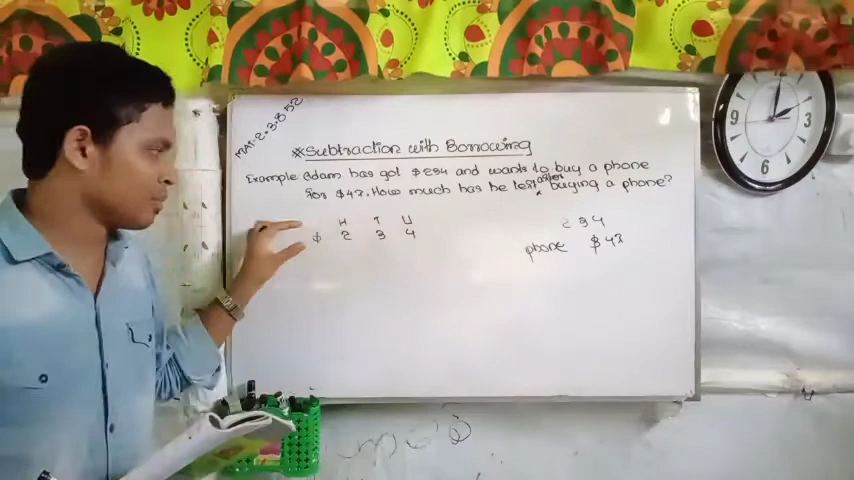 MAT-2.3.8.52
*Subtraction with Borrowing
Example Adam has got $234 and wants to buy a phone
for $47. How much has he left after buying a phone?
H T U
$ 2 3 4
234
phone $47